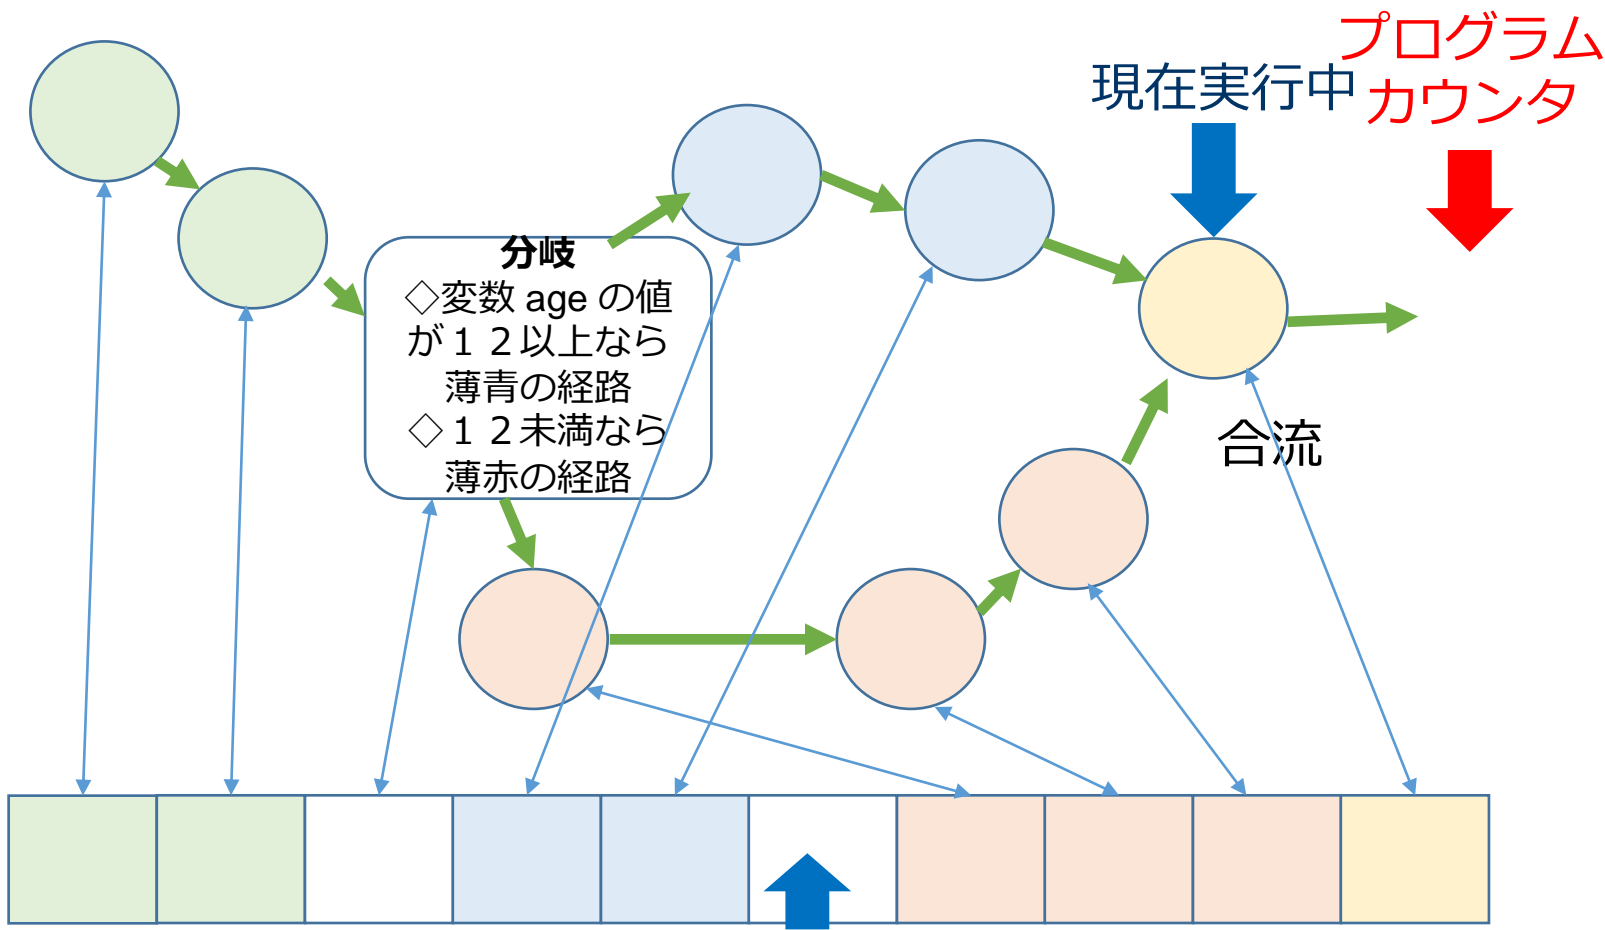 プログラム
カウンタ
現在実行中
分岐
◇変数 age の値
が１２以上なら
薄青の経路
◇１２未満なら
薄赤の経路
合流